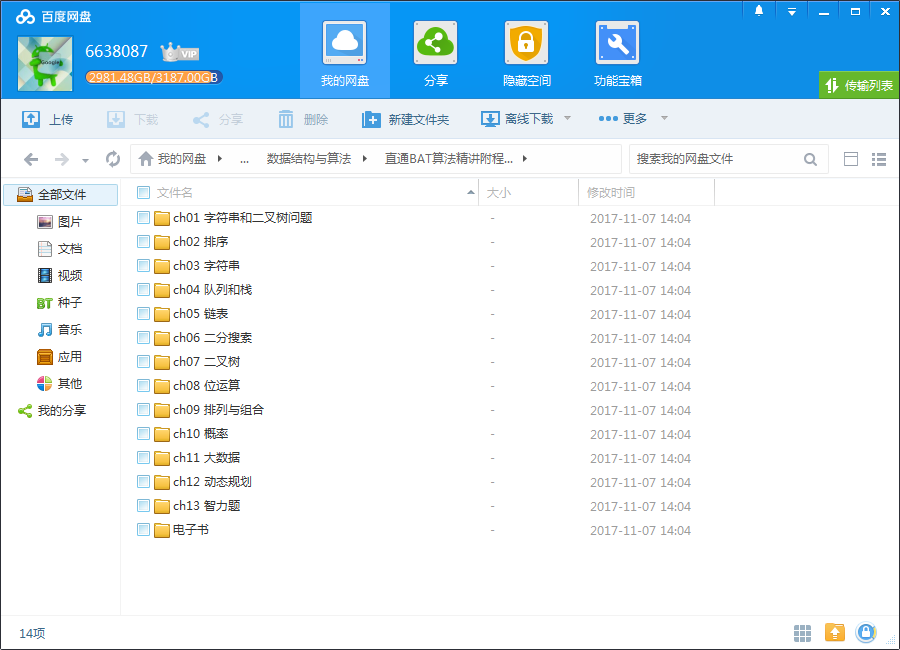 百度网盘
6638087 VIP
2981.48GB/3187.00GB
我的网盘 分享 隐藏空间 功能宝箱
传输列表
上传 下载 分享 删除 新建文件夹 离线下载 更多
我的网盘 ... 数据结构与算法 直通BAT算法精讲附程... 搜索我的网盘文件
全部文件
图片
文档
视频
BT 种子
音乐
应用
其他
我的分享
文件名 大小 修改时间
ch01 字符串和二叉树问题 - 2017-11-07 14:04
ch02 排序 - 2017-11-07 14:04
ch03 字符串 - 2017-11-07 14:04
ch04 队列和栈 - 2017-11-07 14:04
ch05 链表 - 2017-11-07 14:04
ch06 二分搜索 - 2017-11-07 14:04
ch07 二叉树 - 2017-11-07 14:04
ch08 位运算 - 2017-11-07 14:04
ch09 排列与组合 - 2017-11-07 14:04
ch10 概率 - 2017-11-07 14:04
ch11 大数据 - 2017-11-07 14:04
ch12 动态规划 - 2017-11-07 14:04
ch13 智力题 - 2017-11-07 14:04
电子书 - 2017-11-07 14:04
14项